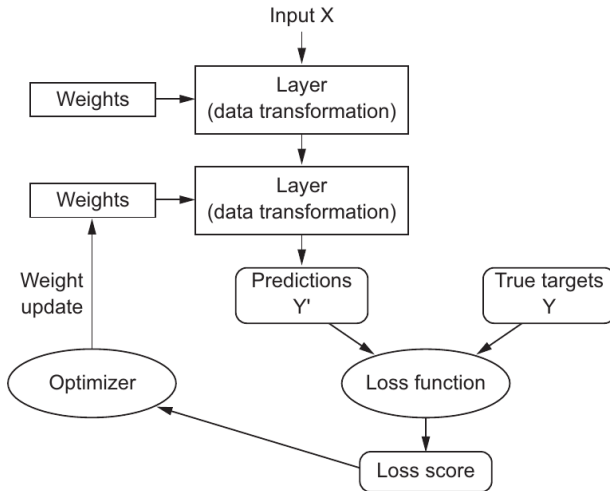 Input X
Layer
(data transformation)
Weights
Layer
(data transformation)
Weights
Weight
update
Predictions
Y'
True targets
Y
Optimizer
Loss function
Loss score